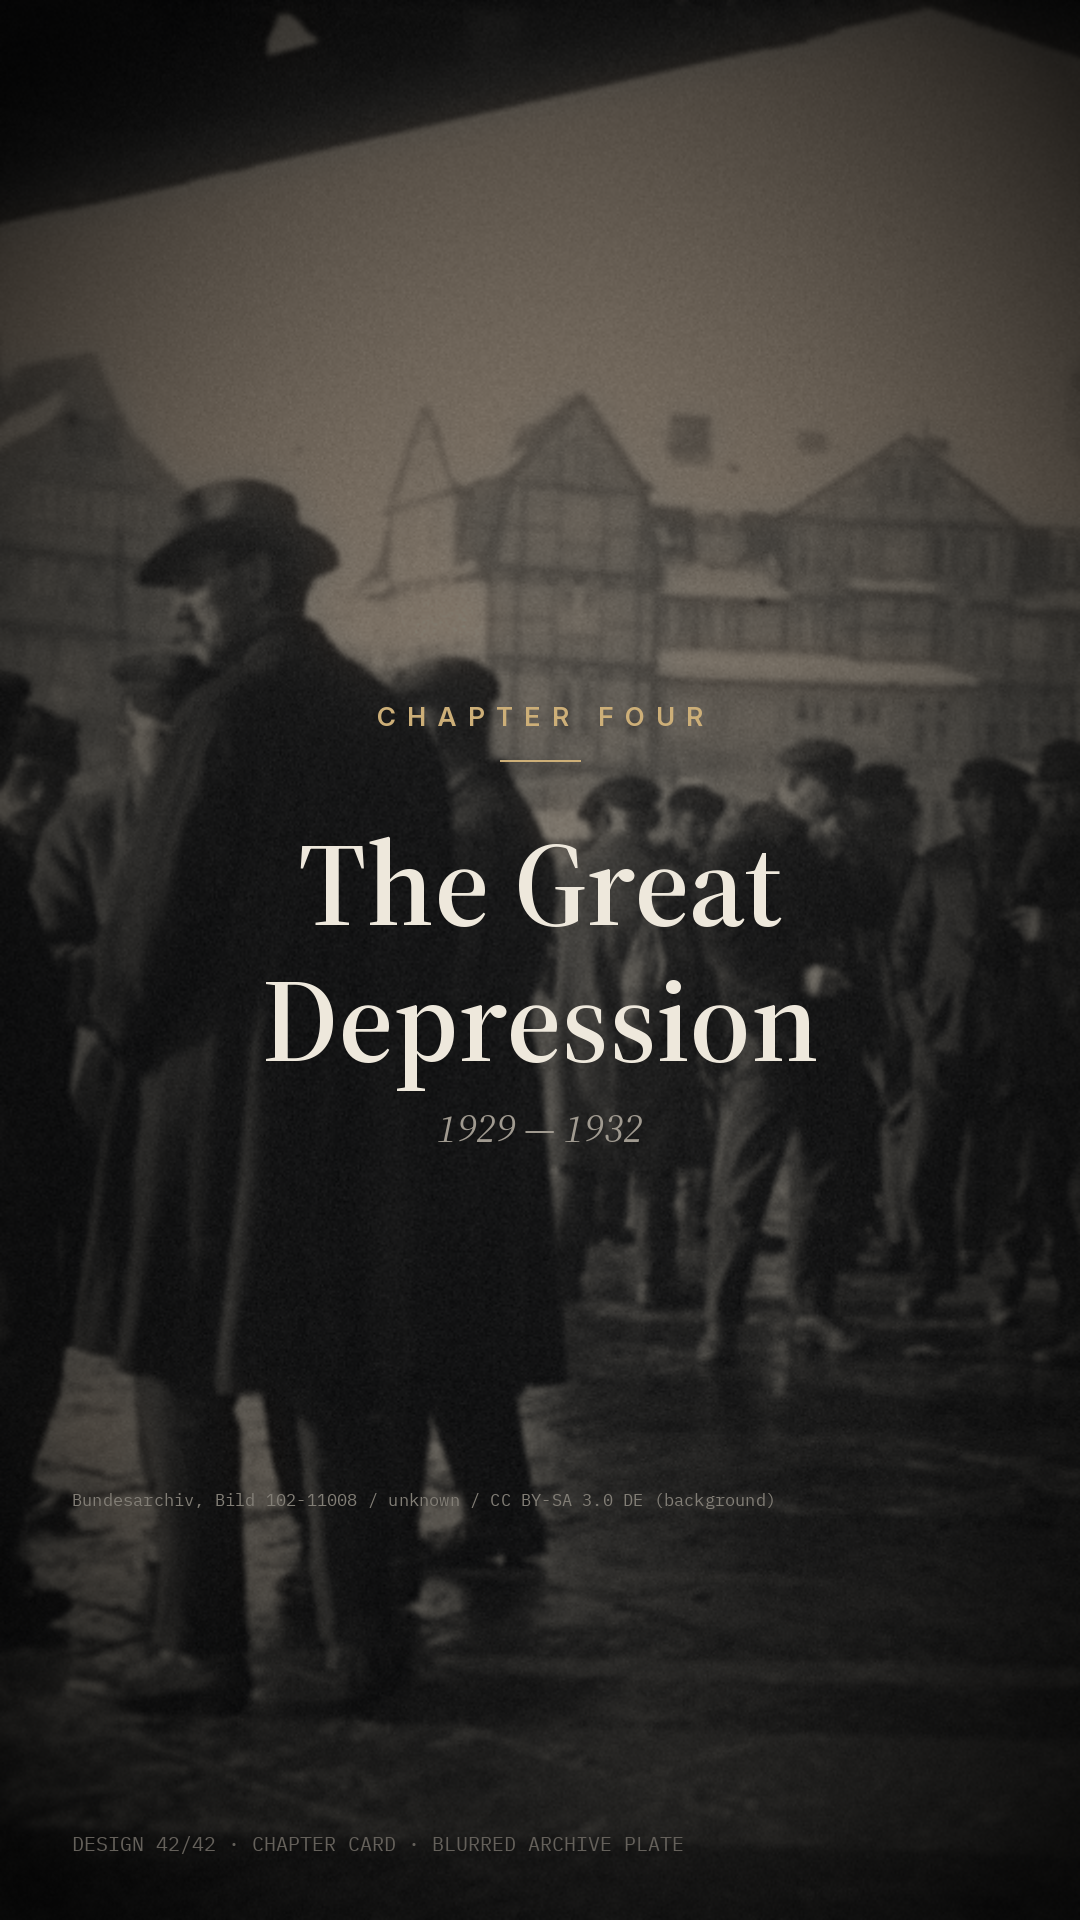 CHAPTER FOUR
The Great
Depression
1929 — 1932
Bundesarchiv, Bild 102-11008 / unknown / CC BY-SA 3.0 DE (background)
DESIGN 42/42 · CHAPTER CARD · BLURRED ARCHIVE PLATE